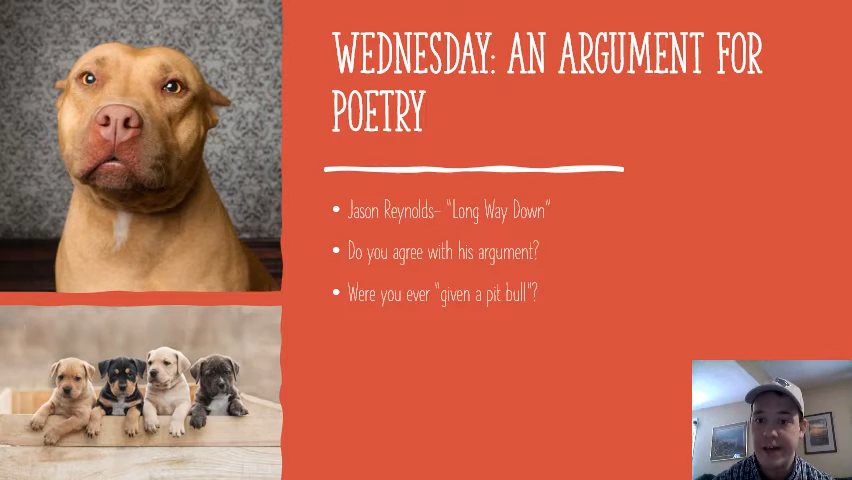 WEDNESDAY: AN ARGUMENT FOR
POETRY
• Jason Reynolds- "Long Way Down"
• Do you agree with his argument?
• Were you ever "given a pit bull"?